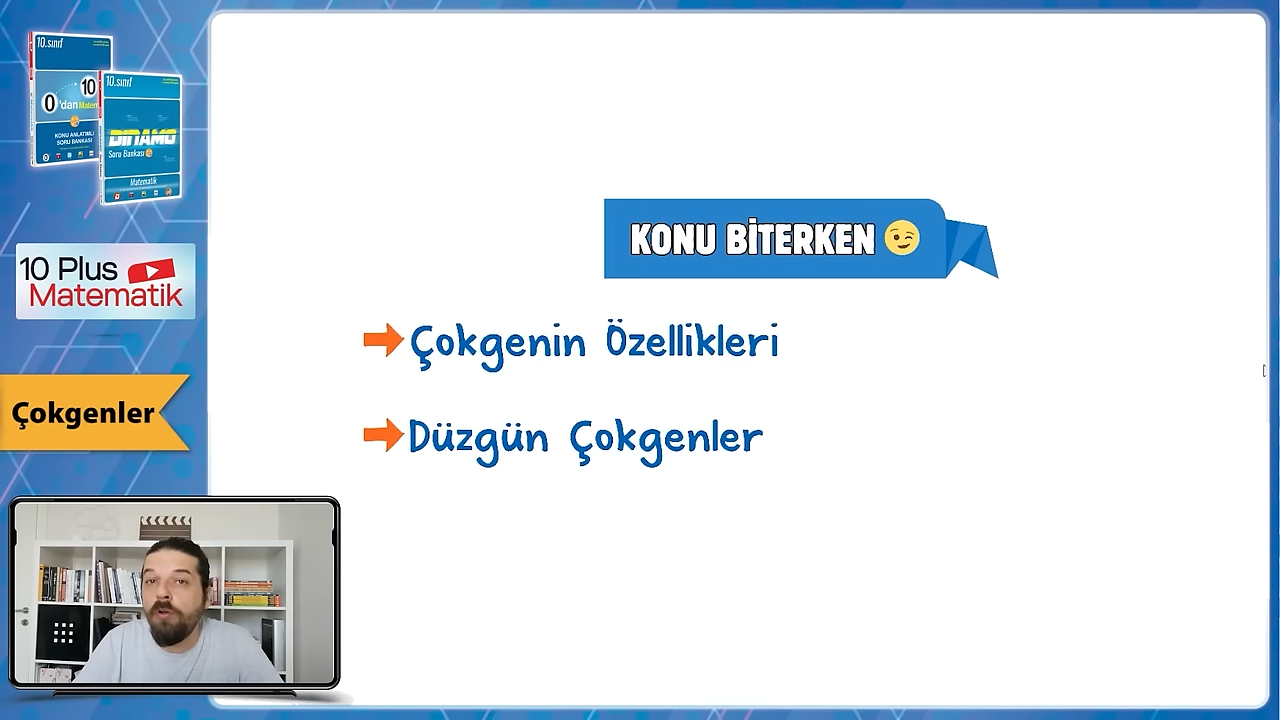 10.sınıf
0 10
'dan Matem
KONU ANLATIMLI
SORU BANKASI
10.sınıf
DİNAMO
Soru Bankası
Matematik
10 Plus
Matematik
Çokgenler
KONU BİTERKEN
Çokgenin Özellikleri
Düzgün Çokgenler